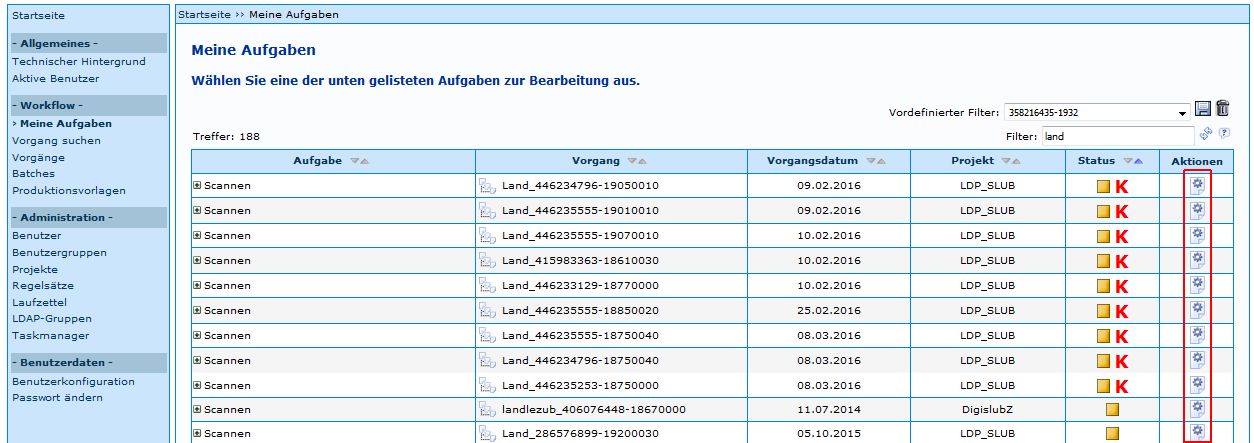 Startseite
- Allgemeines -
Technischer Hintergrund
Aktive Benutzer
- Workflow -
› Meine Aufgaben
Vorgang suchen
Vorgänge
Batches
Produktionsvorlagen
- Administration -
Benutzer
Benutzergruppen
Projekte
Regelsätze
Laufzettel
LDAP-Gruppen
Taskmanager
- Benutzerdaten -
Benutzerkonfiguration
Passwort ändern
Startseite ›› Meine Aufgaben
Meine Aufgaben
Wählen Sie eine der unten gelisteten Aufgaben zur Bearbeitung aus.
Vordefinierter Filter: 358216435-1932
Treffer: 188 Filter: land
Aufgabe Vorgang Vorgangsdatum Projekt Status Aktionen
Scannen Land_446234796-19050010 09.02.2016 LDP_SLUB K
Scannen Land_446235555-19010010 09.02.2016 LDP_SLUB K
Scannen Land_446235555-19070010 10.02.2016 LDP_SLUB K
Scannen Land_415983363-18610030 10.02.2016 LDP_SLUB K
Scannen Land_446233129-18770000 10.02.2016 LDP_SLUB K
Scannen Land_446235555-18850020 25.02.2016 LDP_SLUB K
Scannen Land_446235555-18750040 08.03.2016 LDP_SLUB K
Scannen Land_446234796-18750040 08.03.2016 LDP_SLUB K
Scannen Land_446235253-18750000 08.03.2016 LDP_SLUB K
Scannen landlezub_406076448-18670000 11.07.2014 DigislubZ
Scannen Land_286576899-19200030 05.10.2015 LDP_SLUB